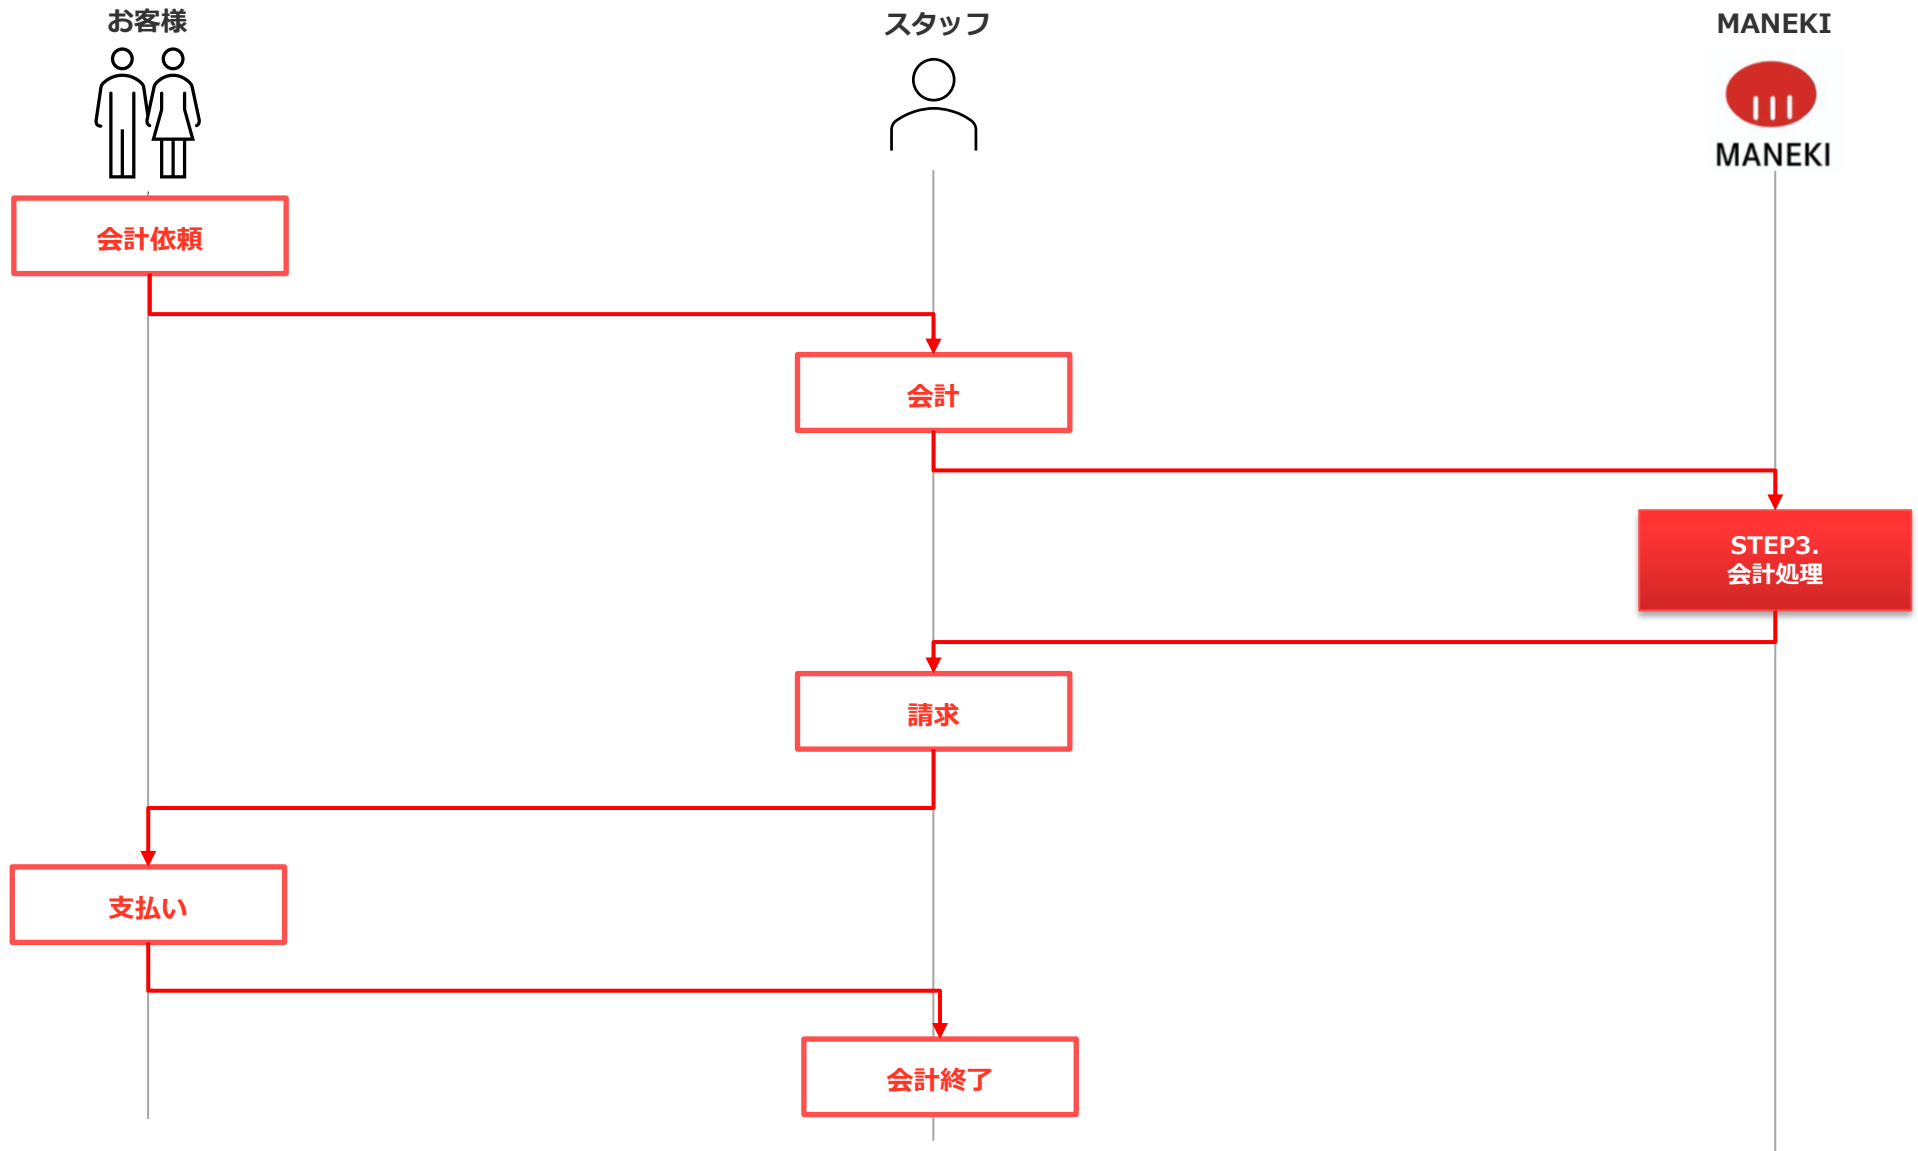 お客様
スタッフ
MANEKI
MANEKI
会計依頼
会計
STEP3.
会計処理
請求
支払い
会計終了